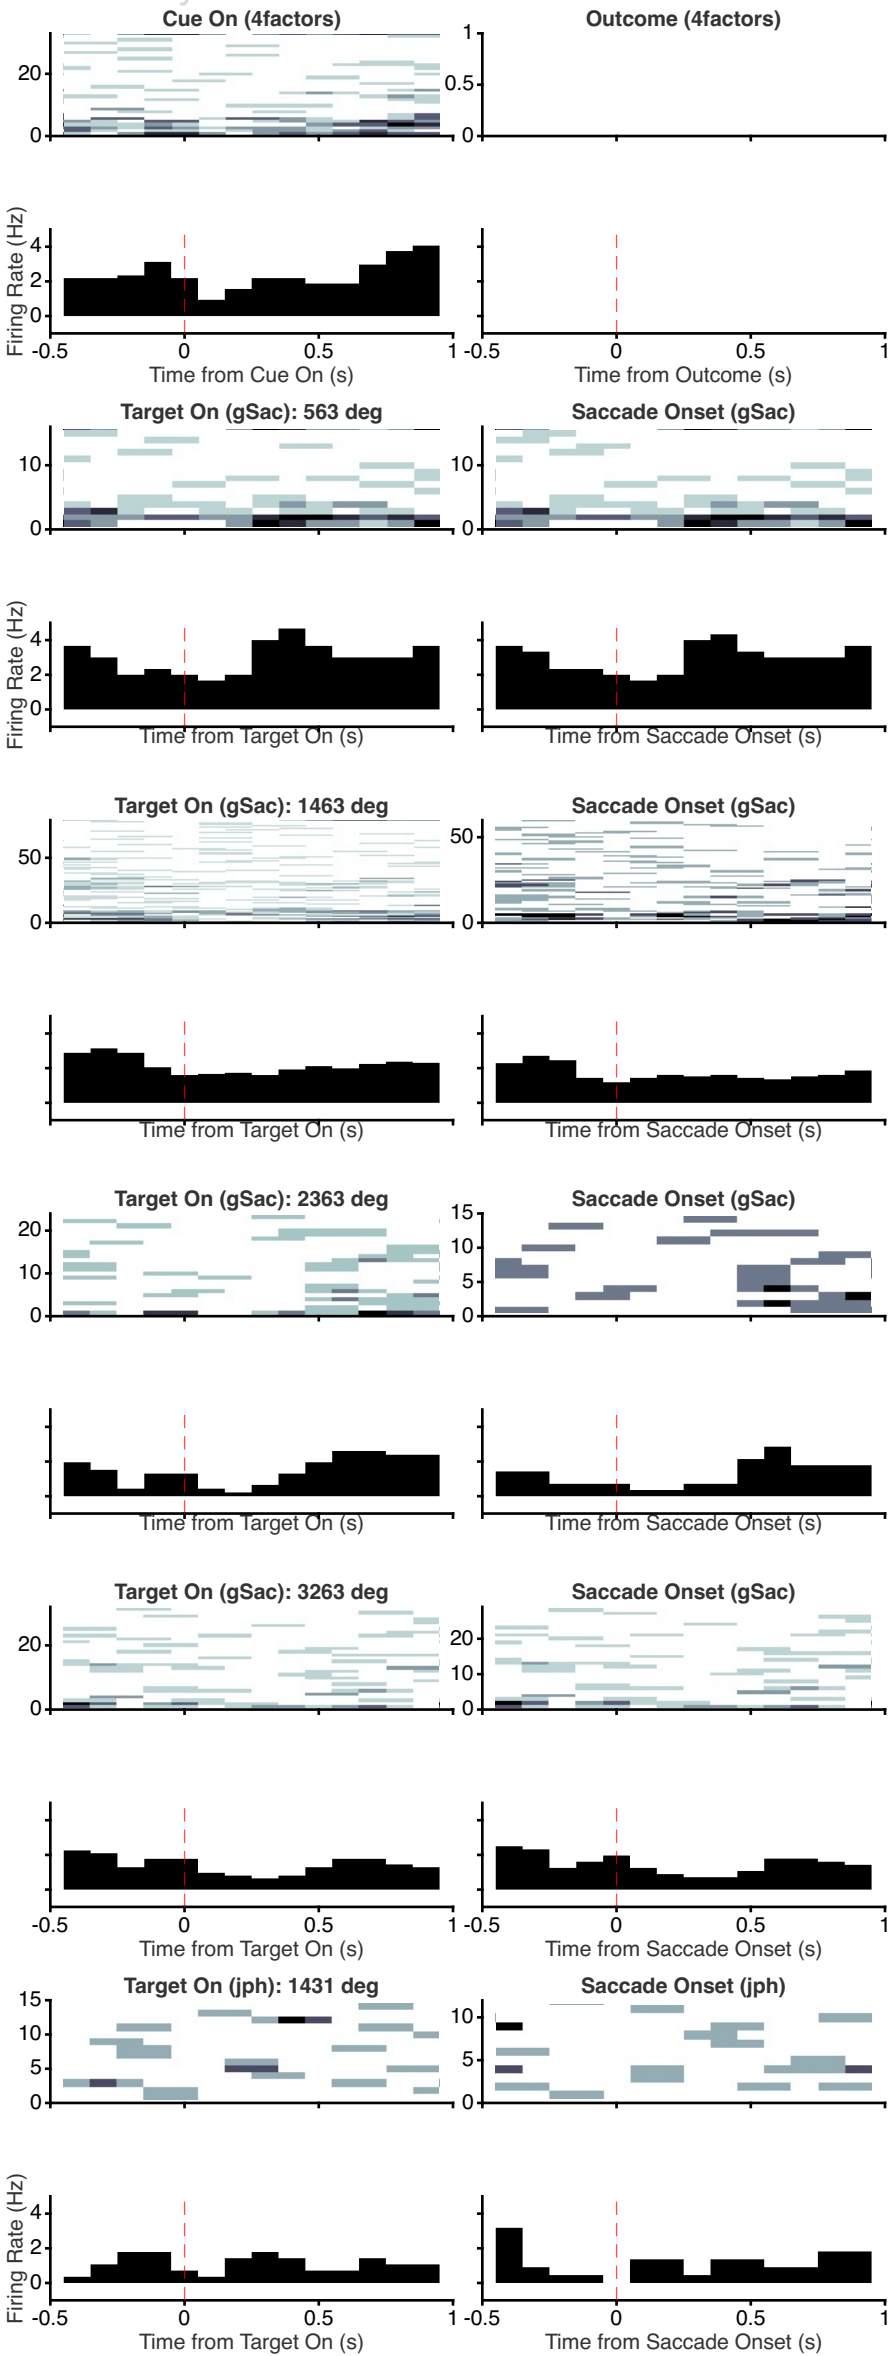 Cue On (4factors) Outcome (4factors)
20
0
1
0.5
0
Firing Rate (Hz)
4
2
0
-0.5 0 0.5 1 -0.5 0 0.5 1
Time from Cue On (s) Time from Outcome (s)
Target On (gSac): 563 deg Saccade Onset (gSac)
10
0
10
0
Firing Rate (Hz)
4
2
0
Time from Target On (s) Time from Saccade Onset (s)
Target On (gSac): 1463 deg Saccade Onset (gSac)
50
0
50
0
Time from Target On (s) Time from Saccade Onset (s)
Target On (gSac): 2363 deg Saccade Onset (gSac)
20
10
0
15
10
5
0
Time from Target On (s) Time from Saccade Onset (s)
Target On (gSac): 3263 deg Saccade Onset (gSac)
20
0
20
10
0
-0.5 0 0.5 1 -0.5 0 0.5 1
Time from Target On (s) Time from Saccade Onset (s)
Target On (jph): 1431 deg Saccade Onset (jph)
15
10
5
0
10
5
0
Firing Rate (Hz)
4
2
0
-0.5 0 0.5 1 -0.5 0 0.5 1
Time from Target On (s) Time from Saccade Onset (s)